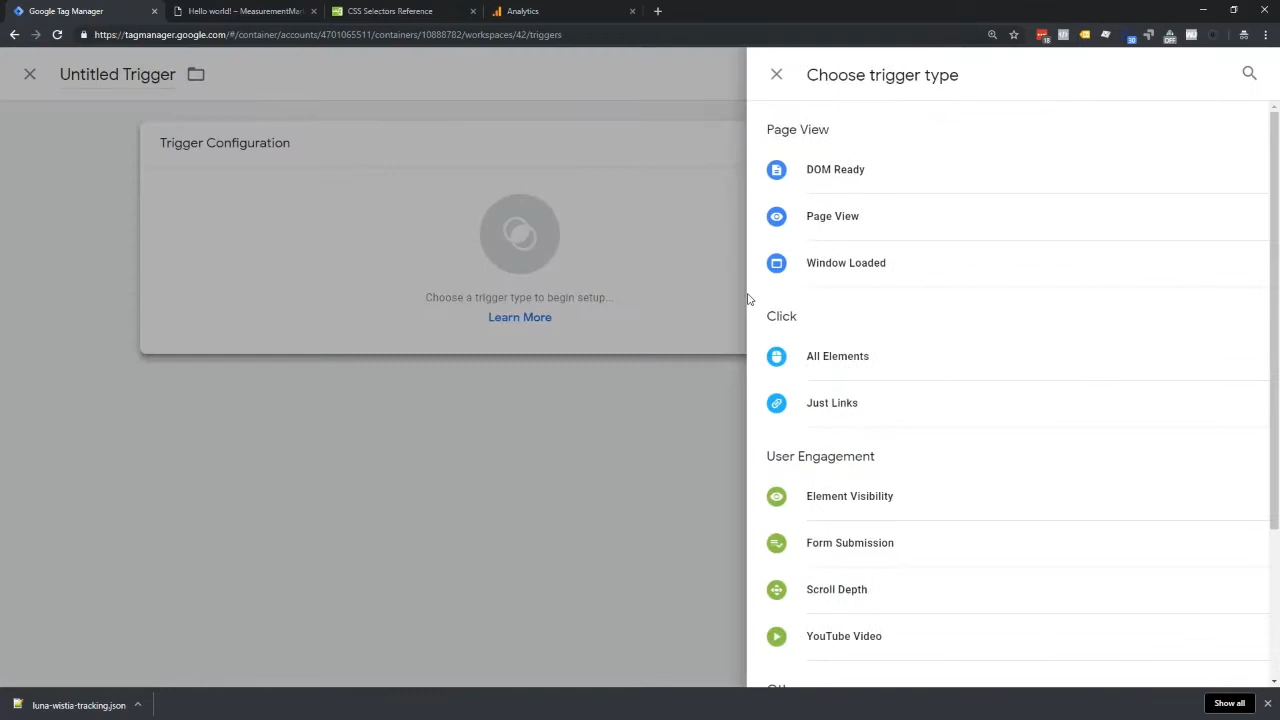 Google Tag Manager
Hello world! – MeasurementMar
CSS Selectors Reference
Analytics
https://tagmanager.google.com/#/container/accounts/4701065511/containers/10888782/workspaces/42/triggers
18
30
OFF
Untitled Trigger
Choose trigger type
Trigger Configuration
Choose a trigger type to begin setup...
Learn More
Page View
DOM Ready
Page View
Window Loaded
Click
All Elements
Just Links
User Engagement
Element Visibility
Form Submission
Scroll Depth
YouTube Video
luna-wistia-tracking.json
Show all